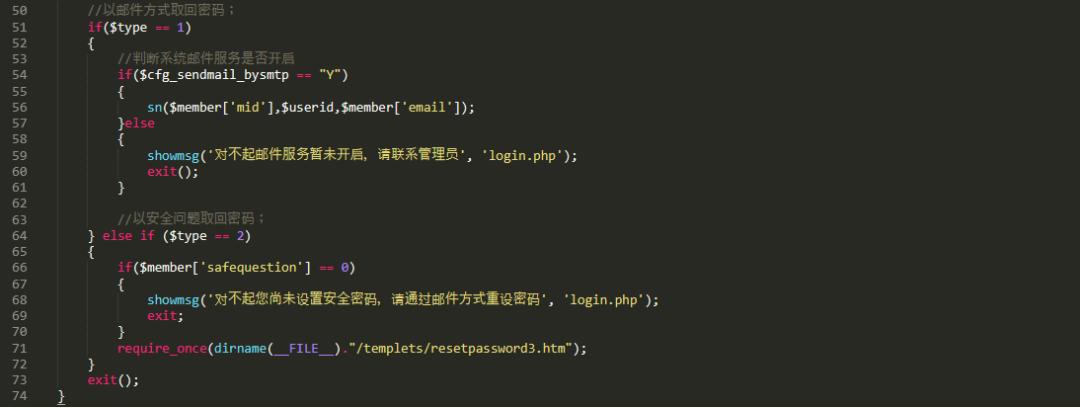 50 //以邮件方式取回密码；
51 if($type == 1)
52 {
53 //判断系统邮件服务是否开启
54 if($cfg_sendmail_bysmtp == "Y")
55 {
56 sn($member['mid'],$userid,$member['email']);
57 }else
58 {
59 showmsg('对不起邮件服务暂未开启，请联系管理员', 'login.php');
60 exit();
61 }
62
63 //以安全问题取回密码；
64 } else if ($type == 2)
65 {
66 if($member['safequestion'] == 0)
67 {
68 showmsg('对不起您尚未设置安全密码，请通过邮件方式重设密码', 'login.php');
69 exit;
70 }
71 require_once(dirname(__FILE__)."/templets/resetpassword3.htm");
72 }
73 exit();
74 }